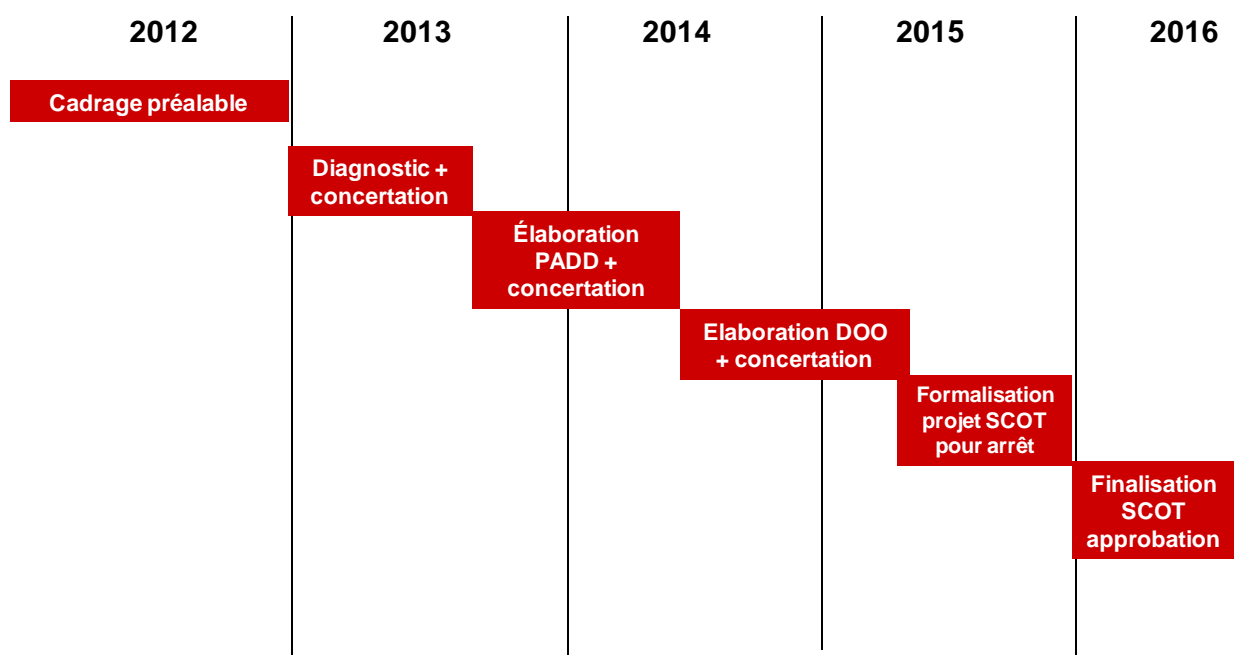 2012 2013 2014 2015 2016
Cadrage préalable
Diagnostic +
concertation
Élaboration
PADD +
concertation
Elaboration DOO
+ concertation
Formalisation
projet SCOT
pour arrêt
Finalisation
SCOT
approbation